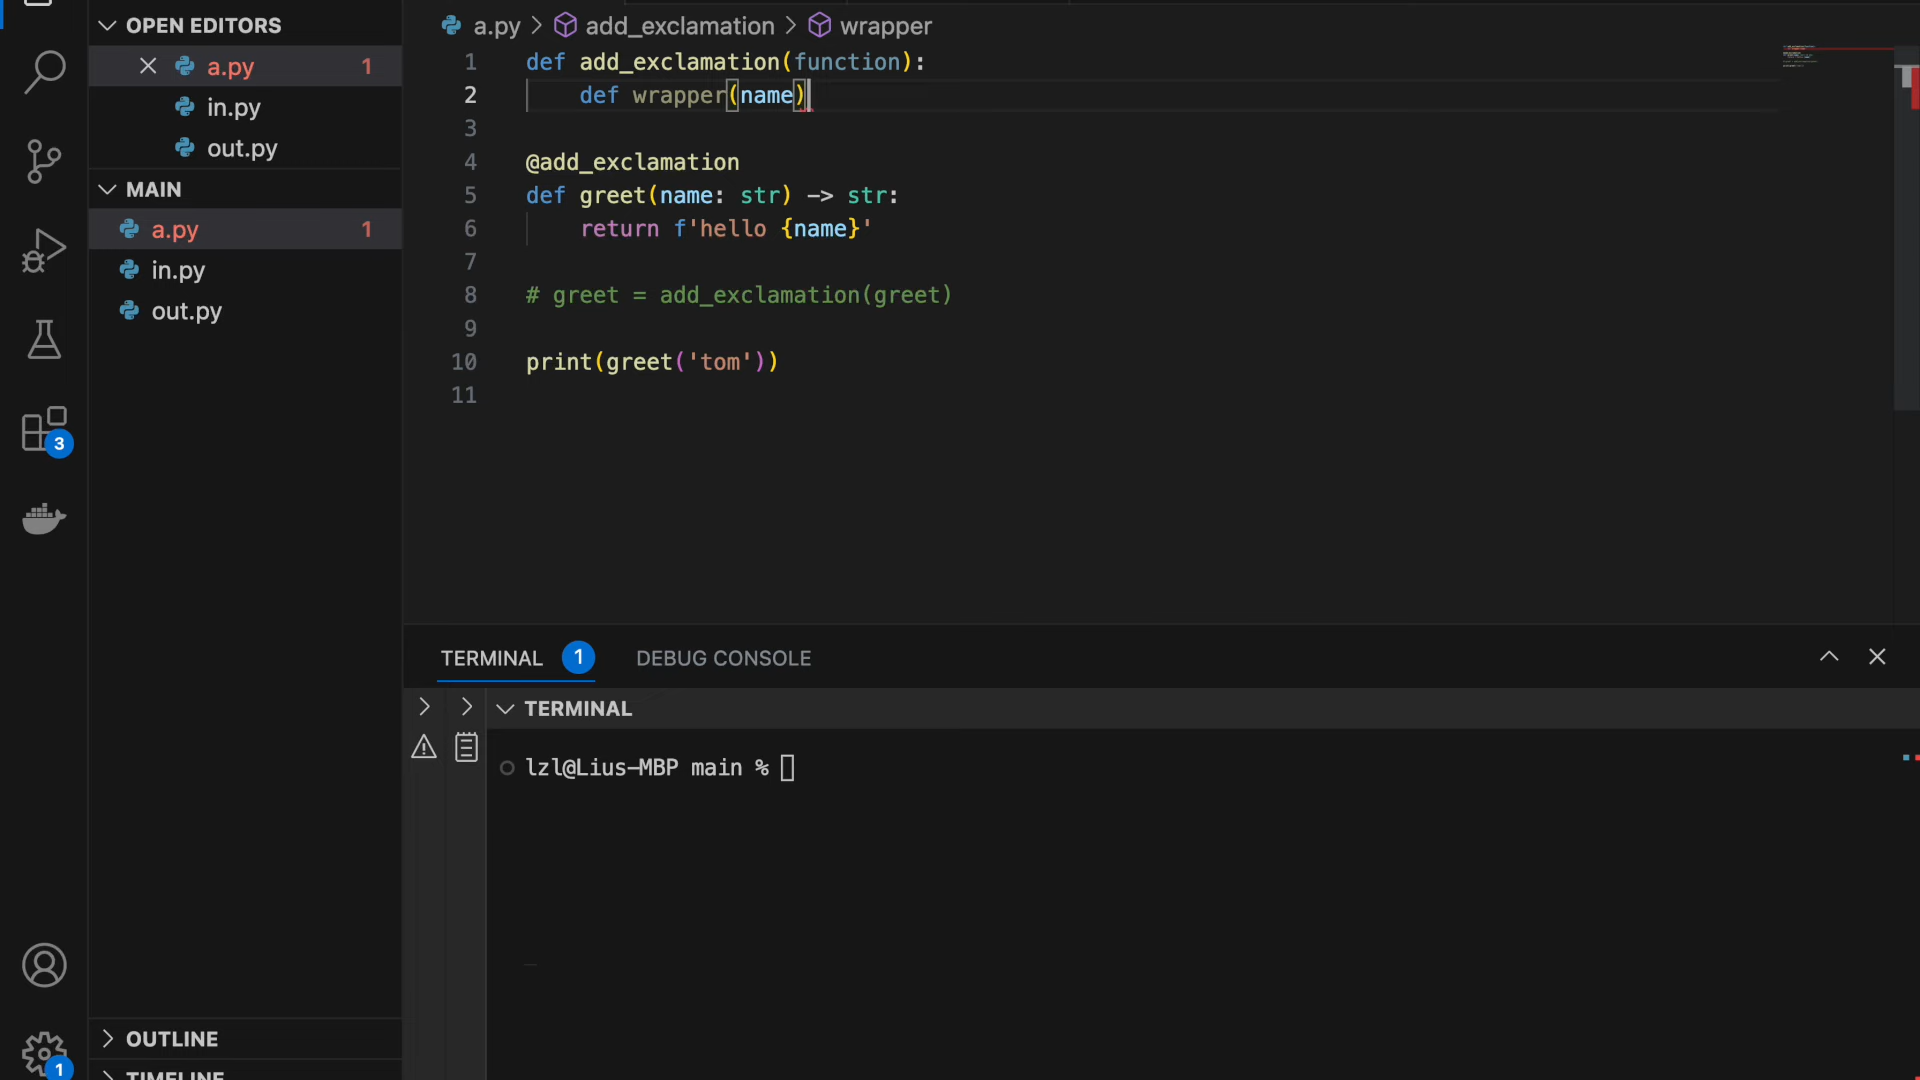 OPEN EDITORS
a.py 1
in.py
out.py
MAIN
a.py 1
in.py
out.py
3
OUTLINE
1
TIMELINE
a.py > add_exclamation > wrapper
1 def add_exclamation(function):
2     def wrapper(name)
3
4 @add_exclamation
5 def greet(name: str) -> str:
6     return f'hello {name}'
7
8 # greet = add_exclamation(greet)
9
10 print(greet('tom'))
11
TERMINAL 1 DEBUG CONSOLE
TERMINAL
lzl@Lius-MBP main %